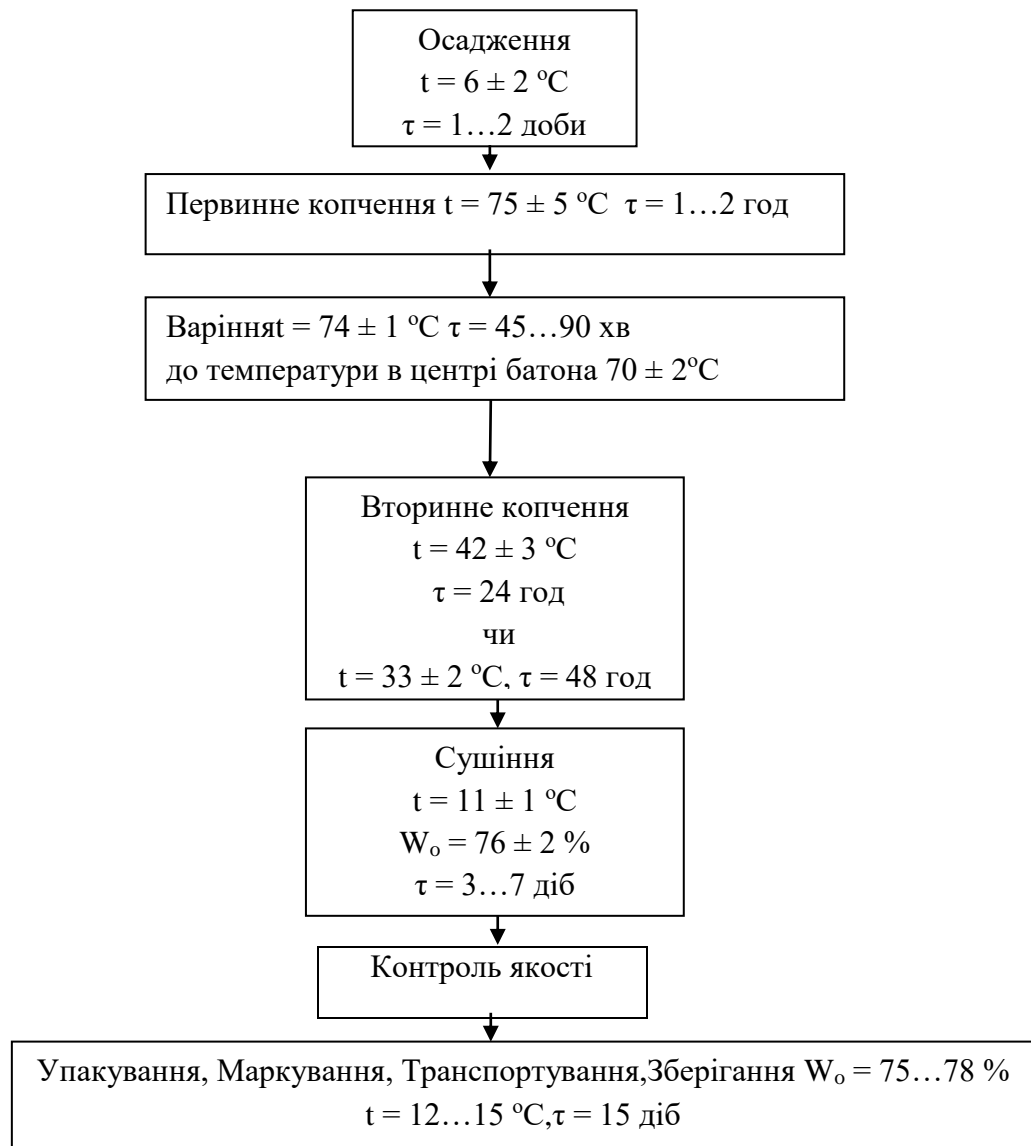 Осадження
t = 6 ± 2 ºС
τ = 1…2 доби
Первинне копчення t = 75 ± 5 ºС τ = 1…2 год
Варінняt = 74 ± 1 ºС τ = 45…90 хв
до температури в центрі батона 70 ± 2ºС
Вторинне копчення
t = 42 ± 3 ºС
τ = 24 год
чи
t = 33 ± 2 ºС, τ = 48 год
Сушіння
t = 11 ± 1 ºС
Wₒ = 76 ± 2 %
τ = 3…7 діб
Контроль якості
Упакування, Маркування, Транспортування,Зберігання Wₒ = 75…78 %
t = 12…15 ºС,τ = 15 діб